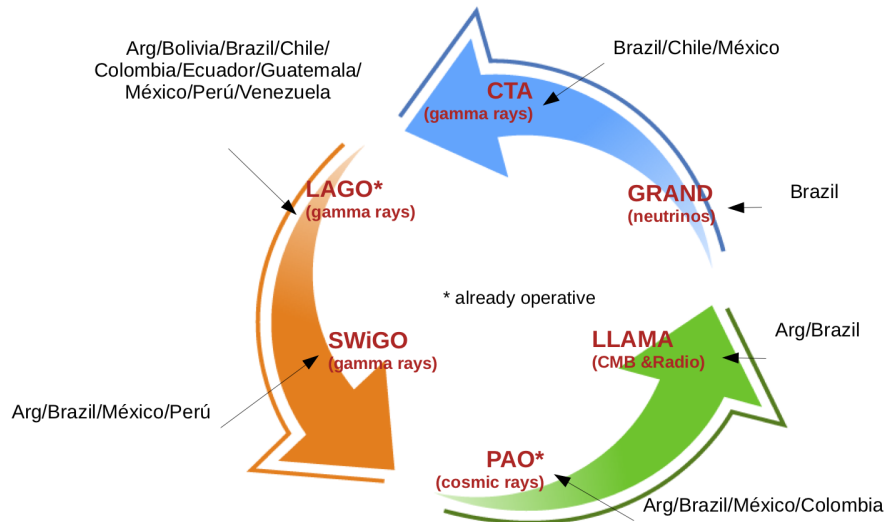 Arg/Bolivia/Brazil/Chile/
Colombia/Ecuador/Guatemala/
México/Perú/Venezuela
Brazil/Chile/México
CTA
(gamma rays)
LAGO*
(gamma rays)
GRAND
(neutrinos)
Brazil
* already operative
SWiGO
(gamma rays)
LLAMA
(CMB &Radio)
Arg/Brazil
Arg/Brazil/México/Perú
PAO*
(cosmic rays)
Arg/Brazil/México/Colombia